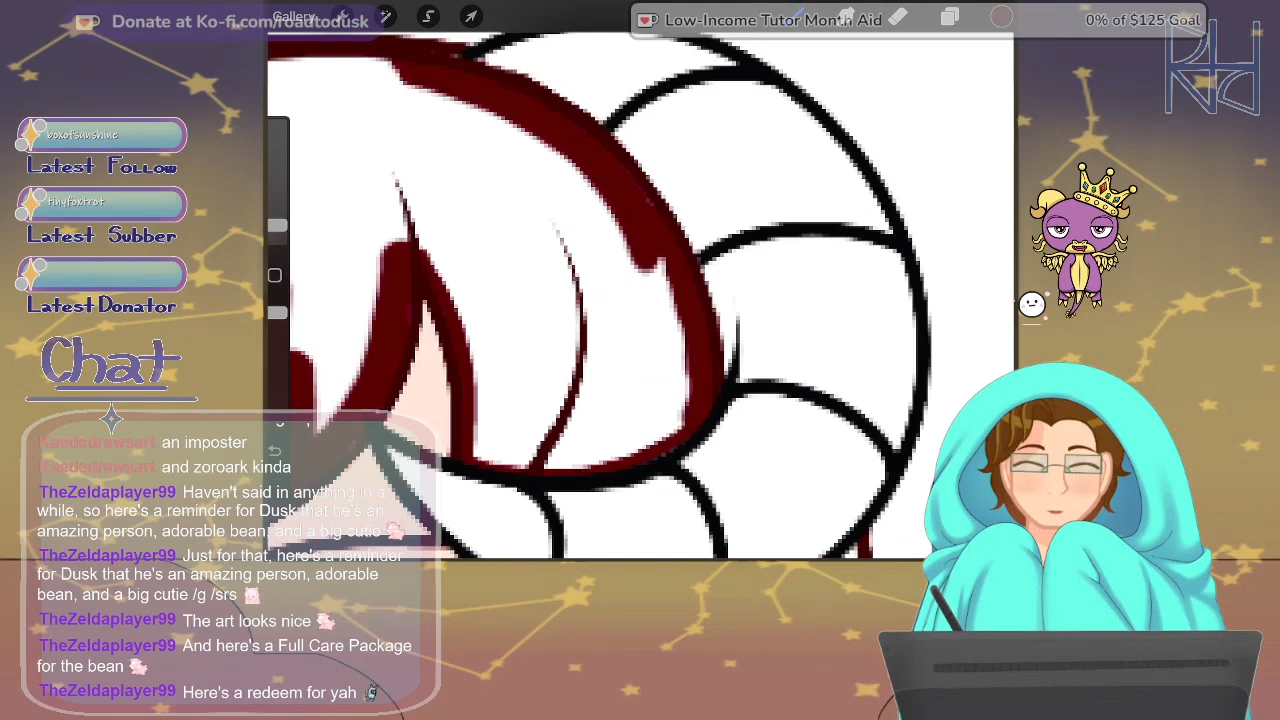 Donate at Ko-fi.com/roadtodusk
Gallery
Low-Income Tutor Month Aid
0% of $125 Goal
boxofsunshine
Latest Follow
tinyfoxtrot
Latest Subber
Latest Donator
Chat
Kaededrawsart an imposter
Kaededrawsart and zoroark kinda
TheZeldaplayer99 Haven't said in anything in a
while, so here's a reminder for Dusk that he's an
amazing person, adorable bean, and a big cutie
TheZeldaplayer99 Just for that, here's a reminder
for Dusk that he's an amazing person, adorable
bean, and a big cutie /g /srs
TheZeldaplayer99 The art looks nice
TheZeldaplayer99 And here's a Full Care Package
for the bean
TheZeldaplayer99 Here's a redeem for yah